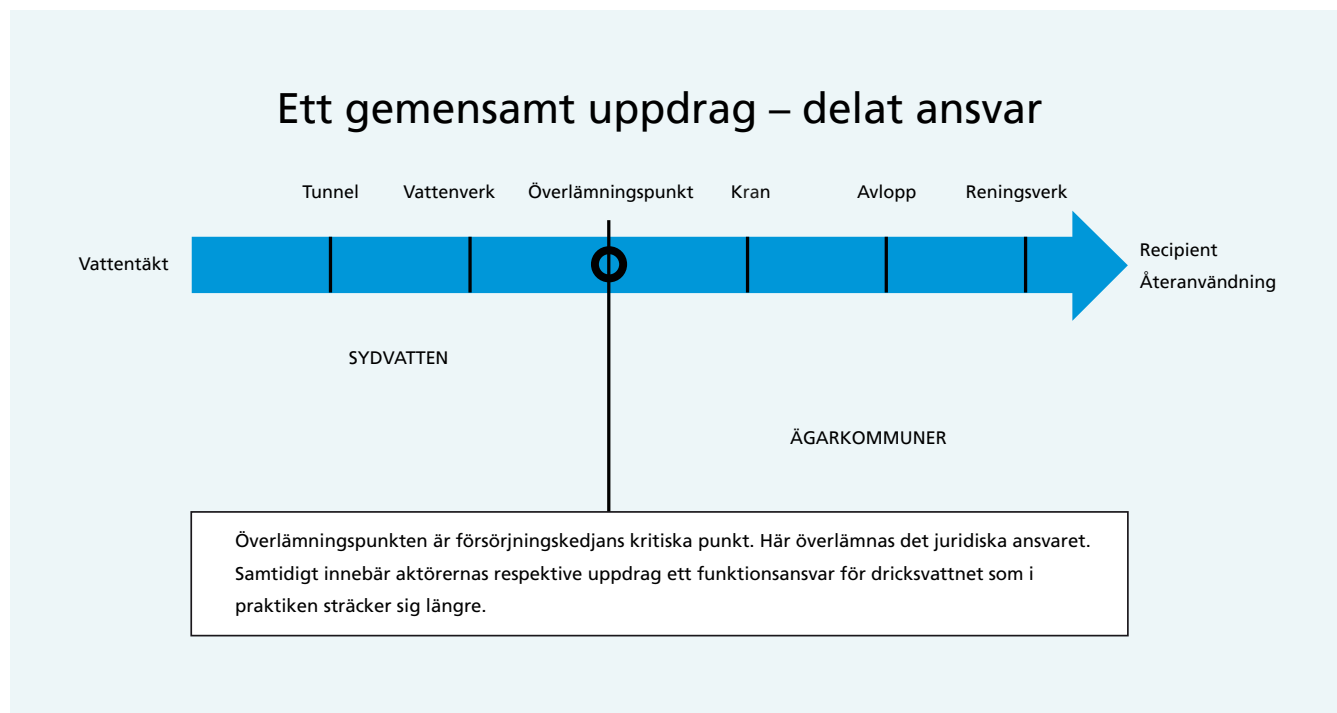 Ett gemensamt uppdrag – delat ansvar
Tunnel
Vattenverk
Överlämningspunkt
Kran
Avlopp
Reningsverk
Vattentäkt
Recipient
Återanvändning
SYDVATTEN
ÄGARKOMMUNER
Överlämningspunkten är försörjningskedjans kritiska punkt. Här överlämnas det juridiska ansvaret.
Samtidigt innebär aktörernas respektive uppdrag ett funktionsansvar för dricksvattnet som i
praktiken sträcker sig längre.